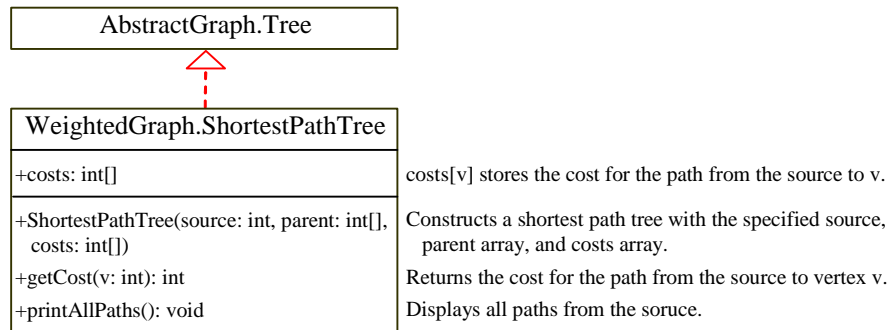 AbstractGraph.Tree
WeightedGraph.ShortestPathTree
+costs: int[]
costs[v] stores the cost for the path from the source to v.
+ShortestPathTree(source: int, parent: int[],
costs: int[])
Constructs a shortest path tree with the specified source,
parent array, and costs array.
+getCost(v: int): int
Returns the cost for the path from the source to vertex v.
+printAllPaths(): void
Displays all paths from the soruce.